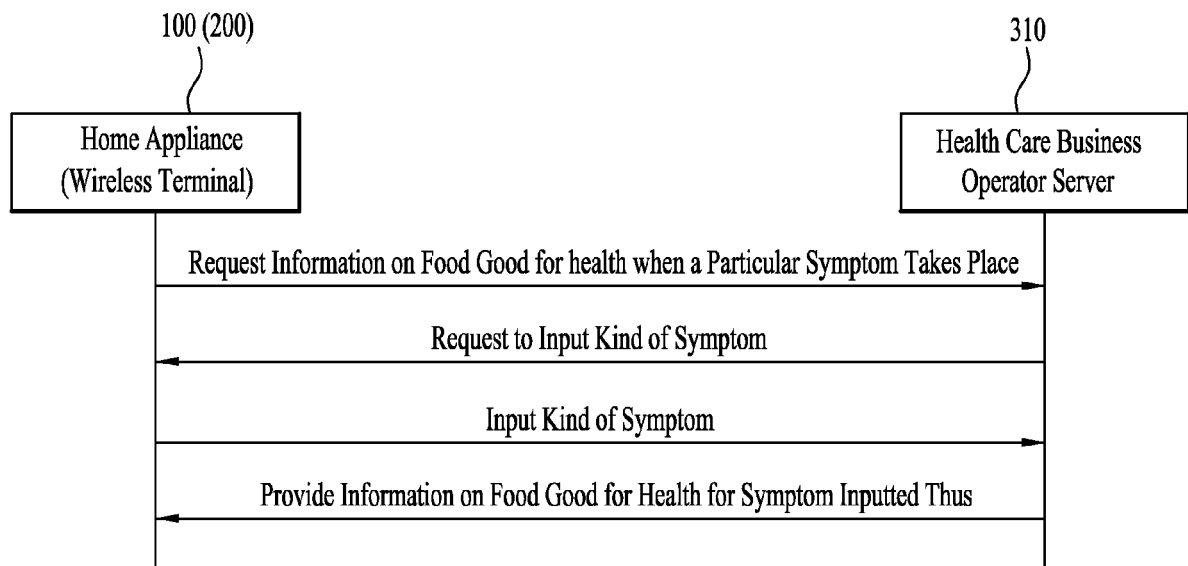 100 (200)
310
Home Appliance
(Wireless Terminal)
Health Care Business
Operator Server
Request Information on Food Good for health when a Particular Symptom Takes Place
Request to Input Kind of Symptom
Input Kind of Symptom
Provide Information on Food Good for Health for Symptom Inputted Thus